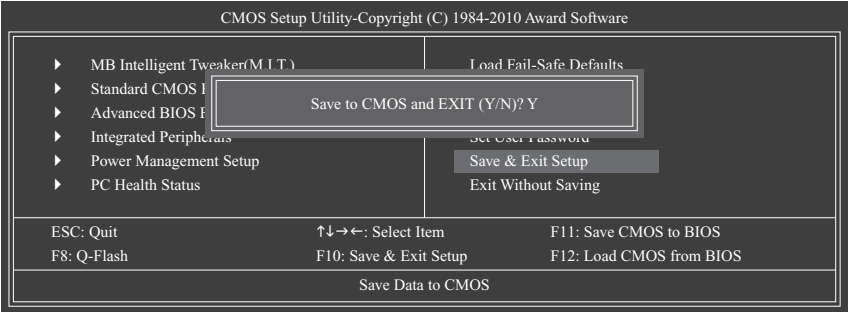 CMOS Setup Utility-Copyright (C) 1984-2010 Award Software
MB Intelligent Tweaker(M.I.T.)
Standard CMOS
Advanced BIOS
Integrated Peripherals
Power Management Setup
PC Health Status
Load Fail-Safe Defaults
Set User Password
Save & Exit Setup
Exit Without Saving
Save to CMOS and EXIT (Y/N)? Y
ESC: Quit ↑↓→←: Select Item F11: Save CMOS to BIOS
F8: Q-Flash F10: Save & Exit Setup F12: Load CMOS from BIOS
Save Data to CMOS